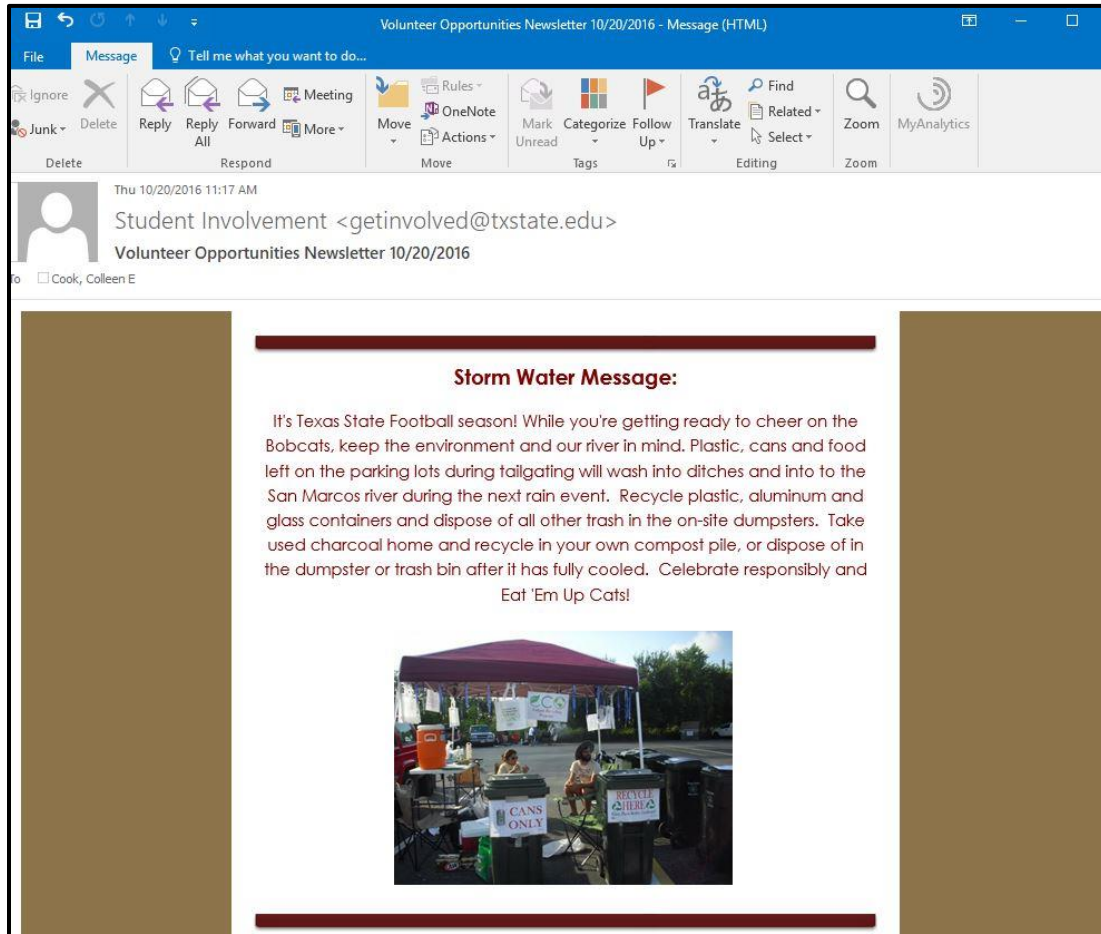 Volunteer Opportunities Newsletter 10/20/2016 - Message (HTML)
File Message Tell me what you want to do...
Ignore
Junk
Delete
Reply
Reply All
Forward
Meeting
More
Move
Rules
OneNote
Actions
Mark Unread
Categorize
Follow Up
Translate
Find
Related
Select
Zoom
MyAnalytics
Delete Respond Move Tags Editing Zoom
Thu 10/20/2016 11:17 AM
Student Involvement <getinvolved@txstate.edu>
Volunteer Opportunities Newsletter 10/20/2016
To Cook, Colleen E
Storm Water Message:
It's Texas State Football season! While you're getting ready to cheer on the
Bobcats, keep the environment and our river in mind. Plastic, cans and food
left on the parking lots during tailgating will wash into ditches and into to the
San Marcos river during the next rain event. Recycle plastic, aluminum and
glass containers and dispose of all other trash in the on-site dumpsters. Take
used charcoal home and recycle in your own compost pile, or dispose of in
the dumpster or trash bin after it has fully cooled. Celebrate responsibly and
Eat 'Em Up Cats!
ECO
CANS
ONLY
RECYCLE
HERE